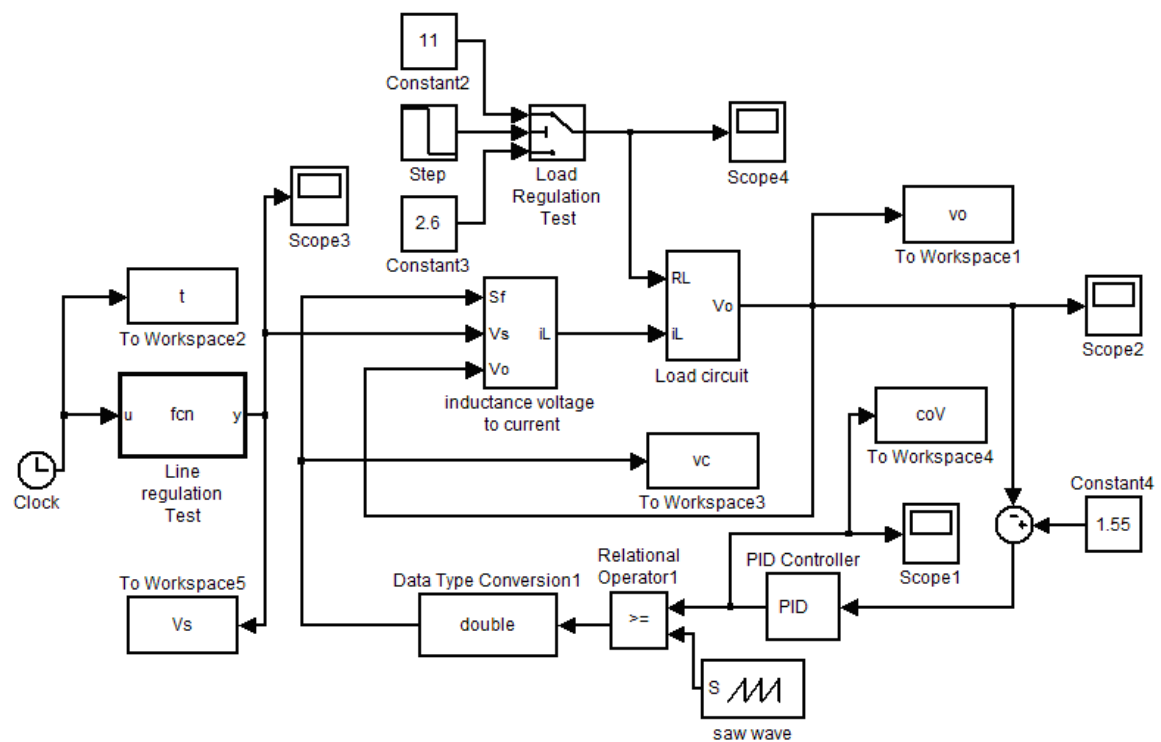 11
Constant2
Step
Load
Regulation
Test
Scope4
2.6
Constant3
Scope3
vo
To Workspace1
t
To Workspace2
Sf
Vs
Vo
iL
inductance voltage
to current
RL
iL
Vo
Load circuit
Scope2
u
fcn
y
Line
regulation
Test
Clock
coV
To Workspace4
vc
To Workspace3
Constant4
1.55
-
+
Scope1
To Workspace5
Vs
Data Type Conversion1
double
Relational
Operator1
>=
PID Controller
PID
S
saw wave